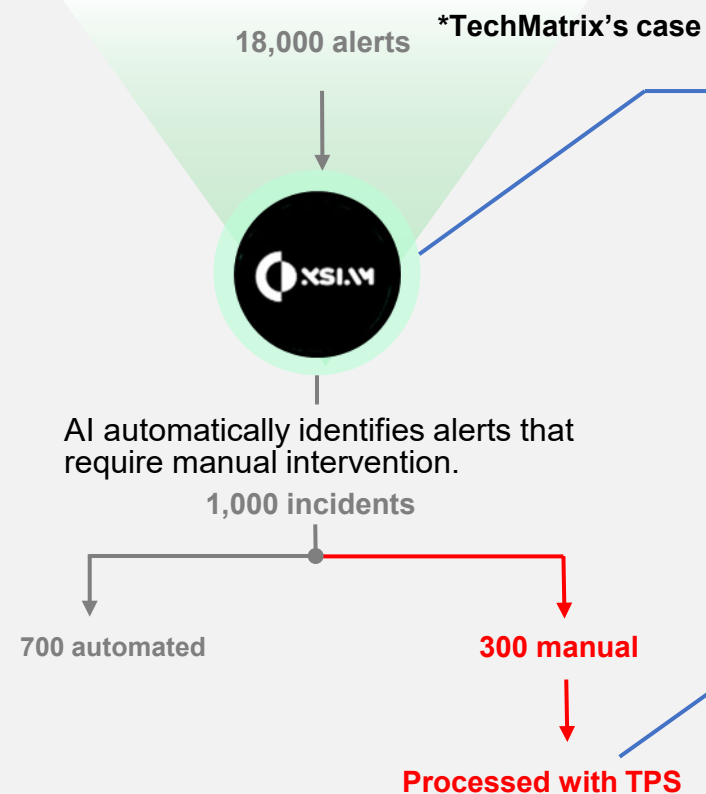 *TechMatrix's case
18,000 alerts
XSIAM
AI automatically identifies alerts that
require manual intervention.
1,000 incidents
700 automated
300 manual
Processed with TPS